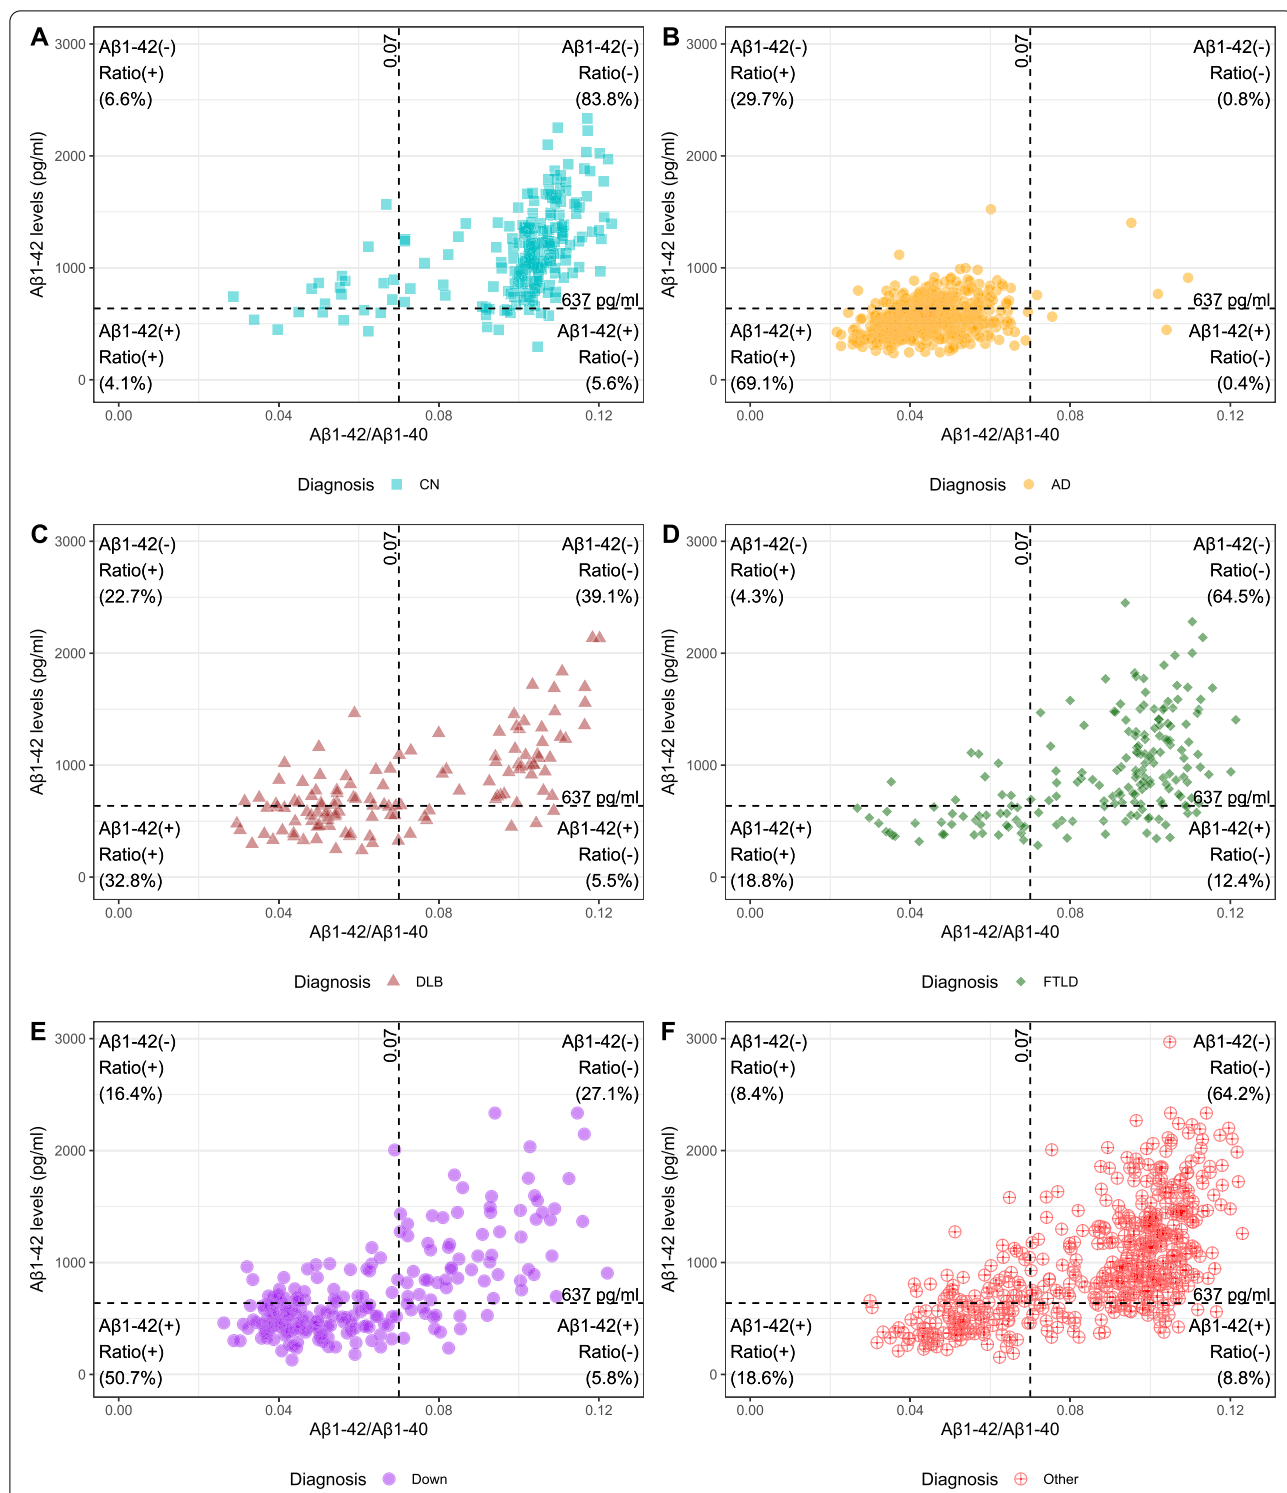 A
Aβ1-42(-)
Ratio(+)
(6.6%)
0.07
Aβ1-42(-)
Ratio(-)
(83.8%)
637 pg/ml
Aβ1-42(+)
Ratio(+)
(4.1%)
Aβ1-42(+)
Ratio(-)
(5.6%)
3000
2000
1000
0
Aβ1-42 levels (pg/ml)
0.00 0.04 0.08 0.12
Aβ1-42/Aβ1-40
Diagnosis CN
B
Aβ1-42(-)
Ratio(+)
(29.7%)
0.07
Aβ1-42(-)
Ratio(-)
(0.8%)
637 pg/ml
Aβ1-42(+)
Ratio(+)
(69.1%)
Aβ1-42(+)
Ratio(-)
(0.4%)
3000
2000
1000
0
Aβ1-42 levels (pg/ml)
0.00 0.04 0.08 0.12
Aβ1-42/Aβ1-40
Diagnosis AD
C
Aβ1-42(-)
Ratio(+)
(22.7%)
0.07
Aβ1-42(-)
Ratio(-)
(39.1%)
637 pg/ml
Aβ1-42(+)
Ratio(+)
(32.8%)
Aβ1-42(+)
Ratio(-)
(5.5%)
3000
2000
1000
0
Aβ1-42 levels (pg/ml)
0.00 0.04 0.08 0.12
Aβ1-42/Aβ1-40
Diagnosis DLB
D
Aβ1-42(-)
Ratio(+)
(4.3%)
0.07
Aβ1-42(-)
Ratio(-)
(64.5%)
637 pg/ml
Aβ1-42(+)
Ratio(+)
(18.8%)
Aβ1-42(+)
Ratio(-)
(12.4%)
3000
2000
1000
0
Aβ1-42 levels (pg/ml)
0.00 0.04 0.08 0.12
Aβ1-42/Aβ1-40
Diagnosis FTLD
E
Aβ1-42(-)
Ratio(+)
(16.4%)
0.07
Aβ1-42(-)
Ratio(-)
(27.1%)
637 pg/ml
Aβ1-42(+)
Ratio(+)
(50.7%)
Aβ1-42(+)
Ratio(-)
(5.8%)
3000
2000
1000
0
Aβ1-42 levels (pg/ml)
0.00 0.04 0.08 0.12
Aβ1-42/Aβ1-40
Diagnosis Down
F
Aβ1-42(-)
Ratio(+)
(8.4%)
0.07
Aβ1-42(-)
Ratio(-)
(64.2%)
637 pg/ml
Aβ1-42(+)
Ratio(+)
(18.6%)
Aβ1-42(+)
Ratio(-)
(8.8%)
3000
2000
1000
0
Aβ1-42 levels (pg/ml)
0.00 0.04 0.08 0.12
Aβ1-42/Aβ1-40
Diagnosis Other